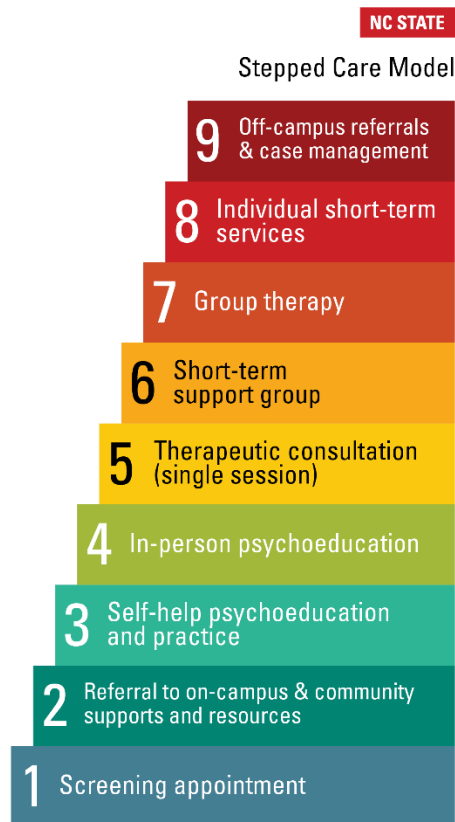 NC STATE
Stepped Care Model
9 Off-campus referrals
& case management
8 Individual short-term
services
7 Group therapy
6 Short-term
support group
5 Therapeutic consultation
(single session)
4 In-person psychoeducation
3 Self-help psychoeducation
and practice
2 Referral to on-campus & community
supports and resources
1 Screening appointment